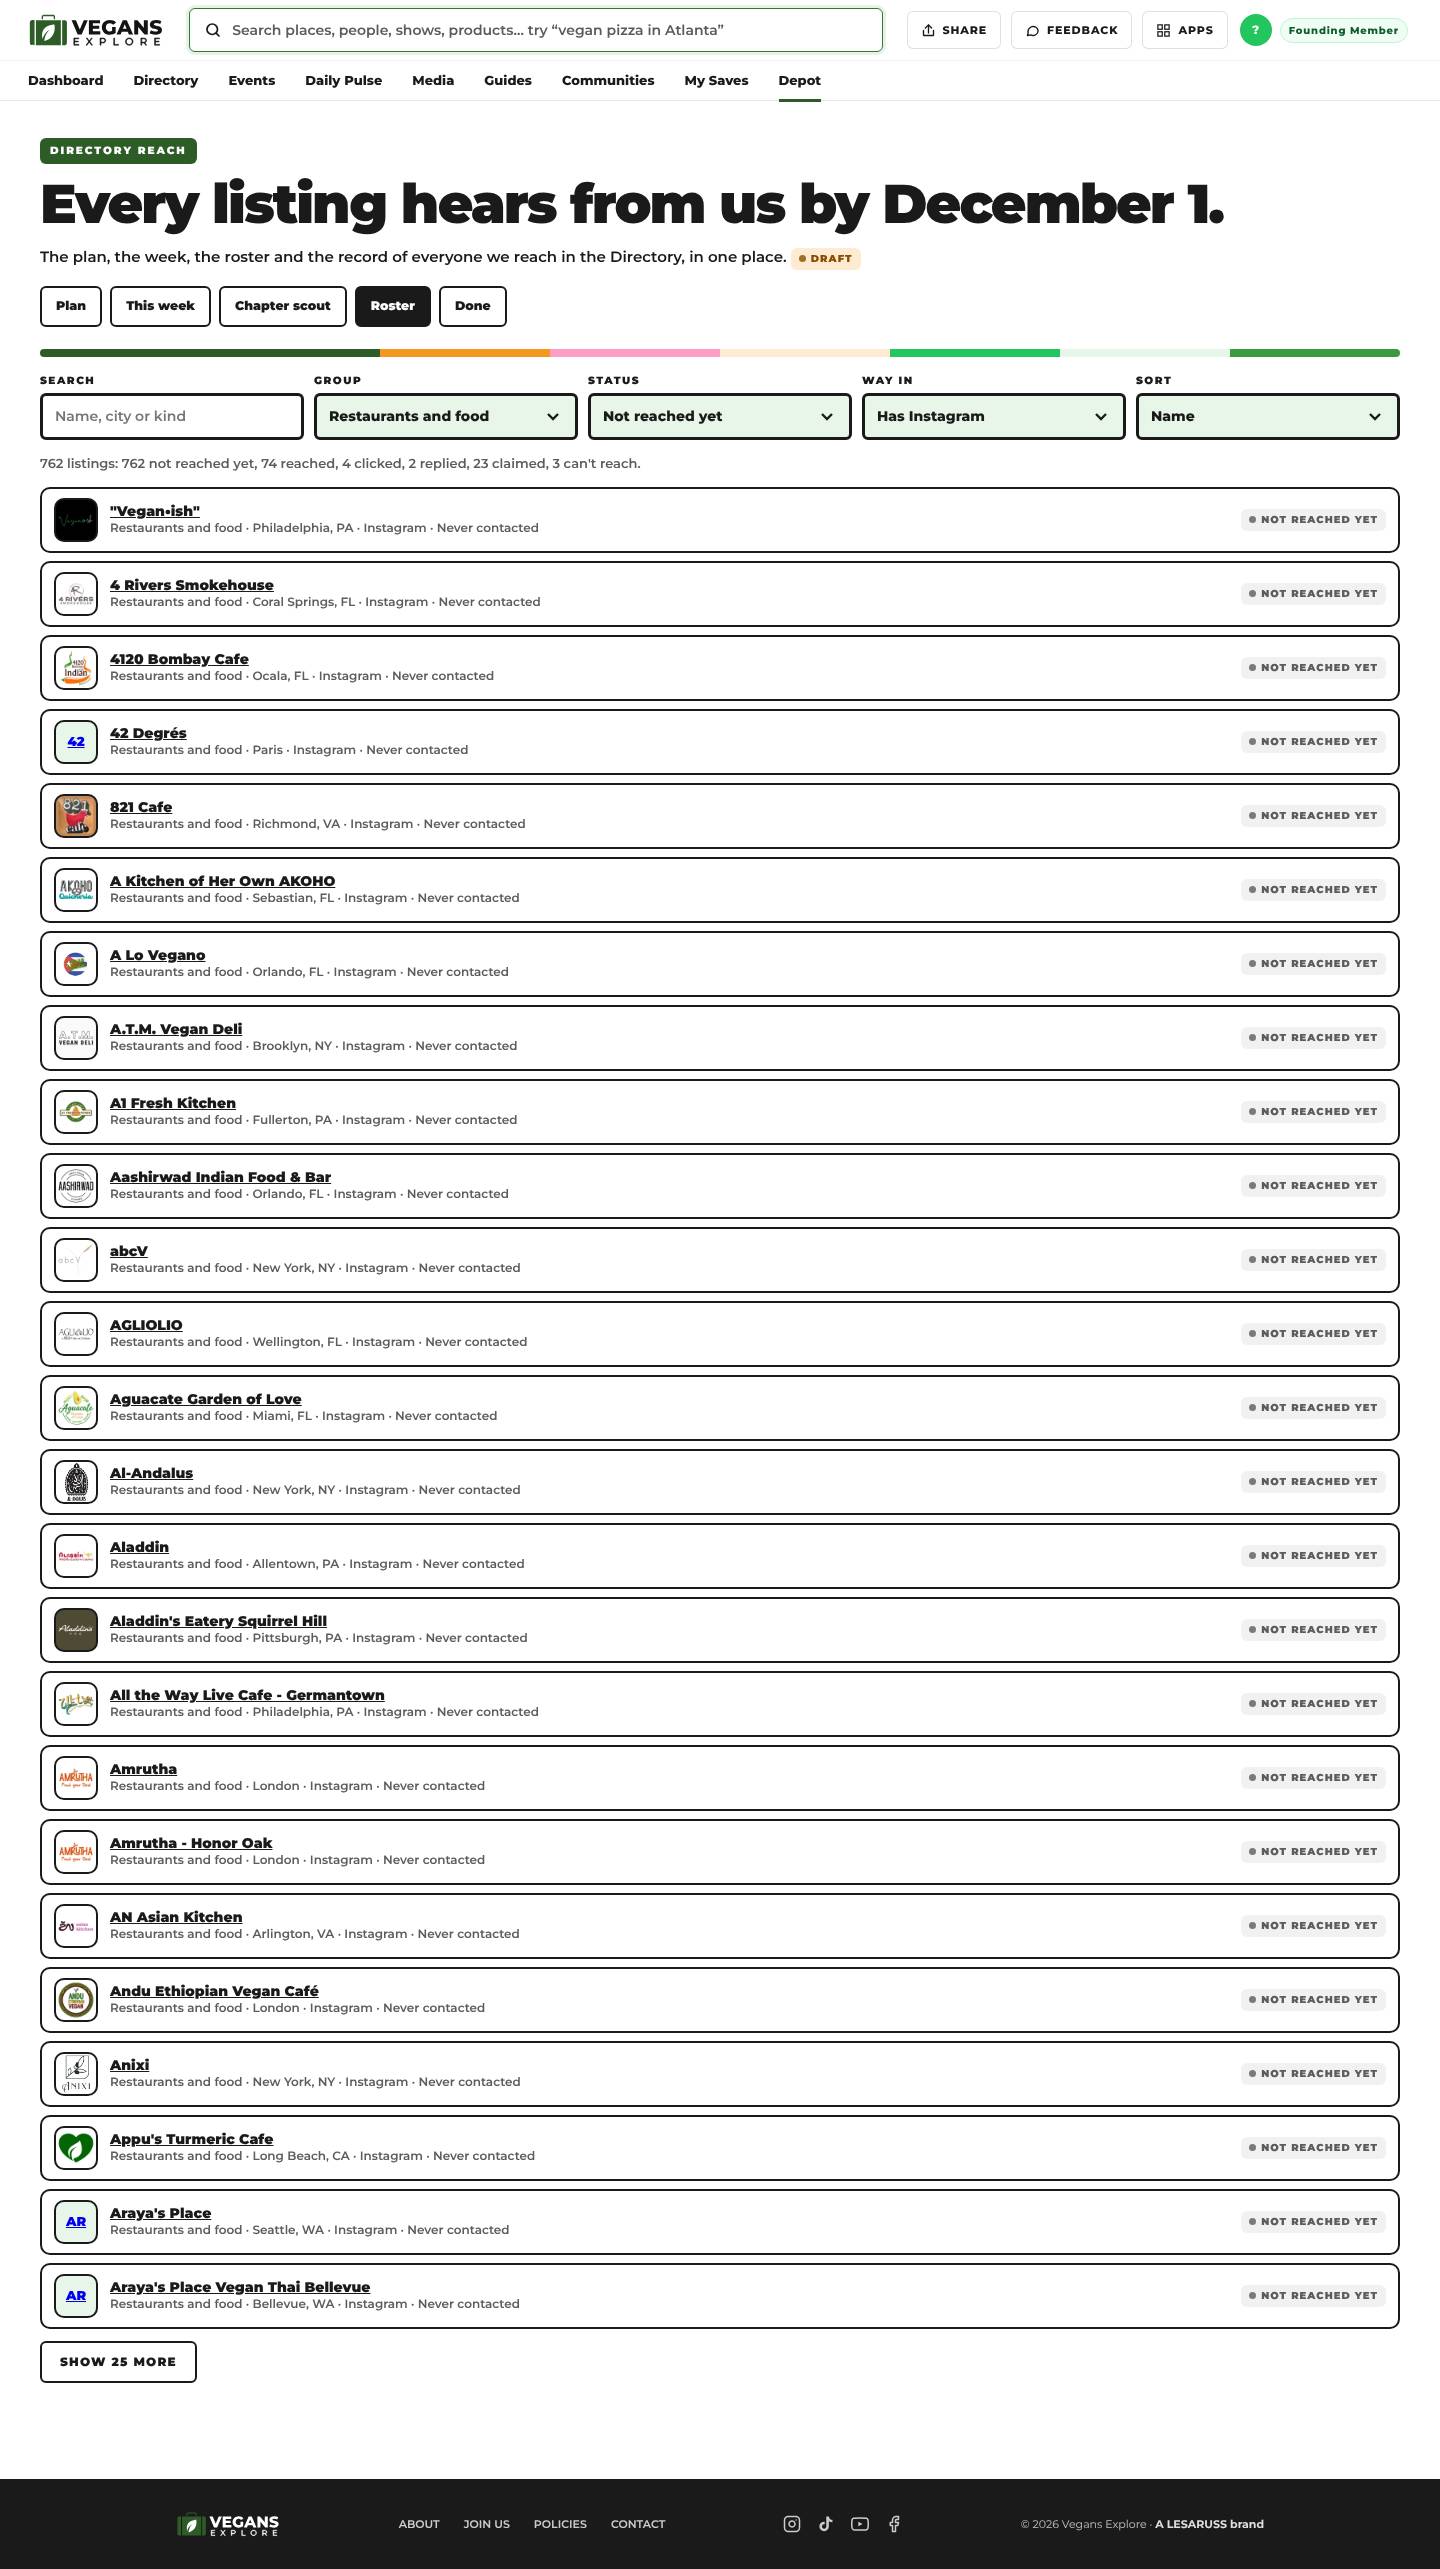 VEGANS
EXPLORE
Search places, people, shows, products... try “vegan pizza in Atlanta”
SHARE
FEEDBACK
APPS
?
Founding Member
Dashboard Directory Events Daily Pulse Media Guides Communities My Saves Depot
DIRECTORY REACH
Every listing hears from us by December 1.
The plan, the week, the roster and the record of everyone we reach in the Directory, in one place. DRAFT
Plan This week Chapter scout Roster Done
SEARCH GROUP STATUS WAY IN SORT
Name, city or kind Restaurants and food Not reached yet Has Instagram Name
762 listings: 762 not reached yet, 74 reached, 4 clicked, 2 replied, 23 claimed, 3 can't reach.
"Vegan•ish"
Restaurants and food · Philadelphia, PA · Instagram · Never contacted
NOT REACHED YET
4 RIVERS
4 Rivers Smokehouse
Restaurants and food · Coral Springs, FL · Instagram · Never contacted
NOT REACHED YET
4120
Indian
4120 Bombay Cafe
Restaurants and food · Ocala, FL · Instagram · Never contacted
NOT REACHED YET
42
42 Degrés
Restaurants and food · Paris · Instagram · Never contacted
NOT REACHED YET
821
cafe
821 Cafe
Restaurants and food · Richmond, VA · Instagram · Never contacted
NOT REACHED YET
AKOHO
A Kitchen of Her Own AKOHO
Restaurants and food · Sebastian, FL · Instagram · Never contacted
NOT REACHED YET
A Lo Vegano
Restaurants and food · Orlando, FL · Instagram · Never contacted
NOT REACHED YET
A.T.M.
VEGAN DELI
A.T.M. Vegan Deli
Restaurants and food · Brooklyn, NY · Instagram · Never contacted
NOT REACHED YET
A1 Fresh Kitchen
Restaurants and food · Fullerton, PA · Instagram · Never contacted
NOT REACHED YET
AASHIRWAD
Aashirwad Indian Food & Bar
Restaurants and food · Orlando, FL · Instagram · Never contacted
NOT REACHED YET
abcV
abcV
Restaurants and food · New York, NY · Instagram · Never contacted
NOT REACHED YET
AGLIOLIO
Restaurants and food · Wellington, FL · Instagram · Never contacted
NOT REACHED YET
Aguacate
Aguacate Garden of Love
Restaurants and food · Miami, FL · Instagram · Never contacted
NOT REACHED YET
Al-Andalus
Restaurants and food · New York, NY · Instagram · Never contacted
NOT REACHED YET
Aladdin
Restaurants and food · Allentown, PA · Instagram · Never contacted
NOT REACHED YET
Aladdin's
Aladdin's Eatery Squirrel Hill
Restaurants and food · Pittsburgh, PA · Instagram · Never contacted
NOT REACHED YET
All the Way Live Cafe - Germantown
Restaurants and food · Philadelphia, PA · Instagram · Never contacted
NOT REACHED YET
AMRUTHA
Amrutha
Restaurants and food · London · Instagram · Never contacted
NOT REACHED YET
AMRUTHA
Amrutha - Honor Oak
Restaurants and food · London · Instagram · Never contacted
NOT REACHED YET
AN Asian Kitchen
Restaurants and food · Arlington, VA · Instagram · Never contacted
NOT REACHED YET
ANDU
VEGAN
Andu Ethiopian Vegan Café
Restaurants and food · London · Instagram · Never contacted
NOT REACHED YET
ANIXI
Anixi
Restaurants and food · New York, NY · Instagram · Never contacted
NOT REACHED YET
Appu's Turmeric Cafe
Restaurants and food · Long Beach, CA · Instagram · Never contacted
NOT REACHED YET
AR
Araya's Place
Restaurants and food · Seattle, WA · Instagram · Never contacted
NOT REACHED YET
AR
Araya's Place Vegan Thai Bellevue
Restaurants and food · Bellevue, WA · Instagram · Never contacted
NOT REACHED YET
SHOW 25 MORE
VEGANS
EXPLORE
ABOUT JOIN US POLICIES CONTACT
© 2026 Vegans Explore · A LESARUSS brand